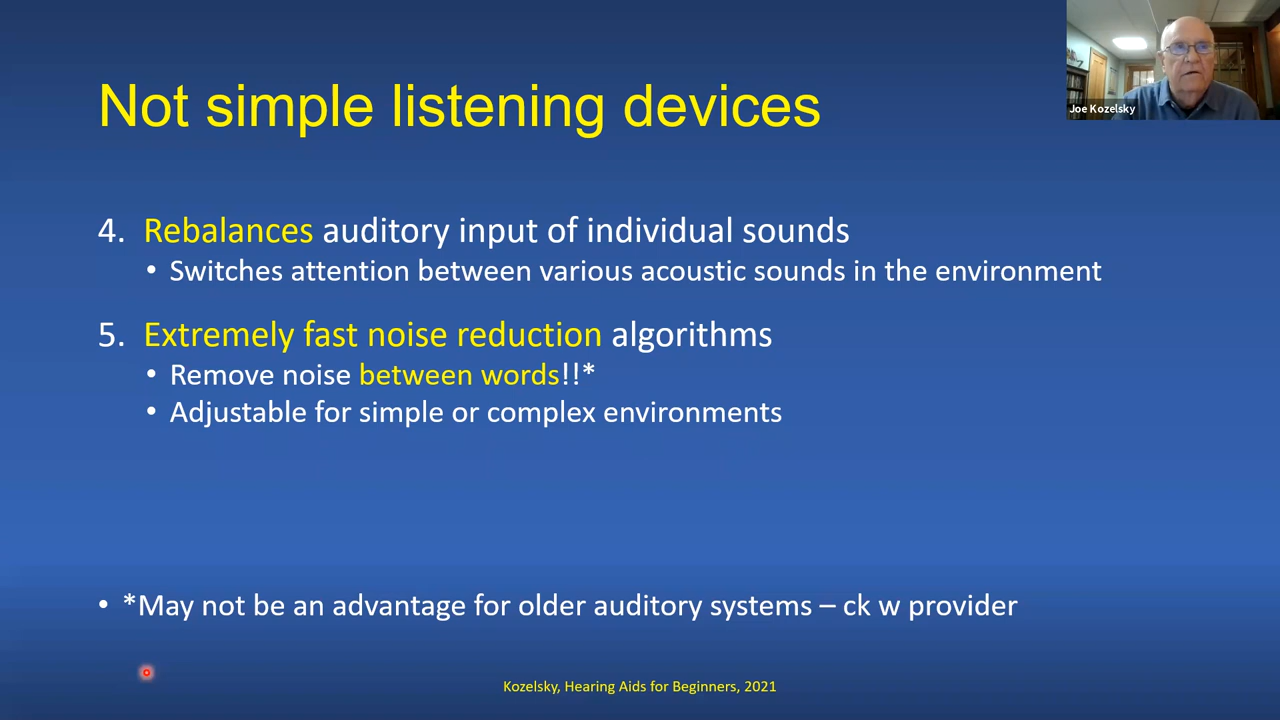 Not simple listening devices
Joe Kozelsky
4. Rebalances auditory input of individual sounds
• Switches attention between various acoustic sounds in the environment
5. Extremely fast noise reduction algorithms
• Remove noise between words!!*
• Adjustable for simple or complex environments
• *May not be an advantage for older auditory systems – ck w provider
Kozelsky, Hearing Aids for Beginners, 2021